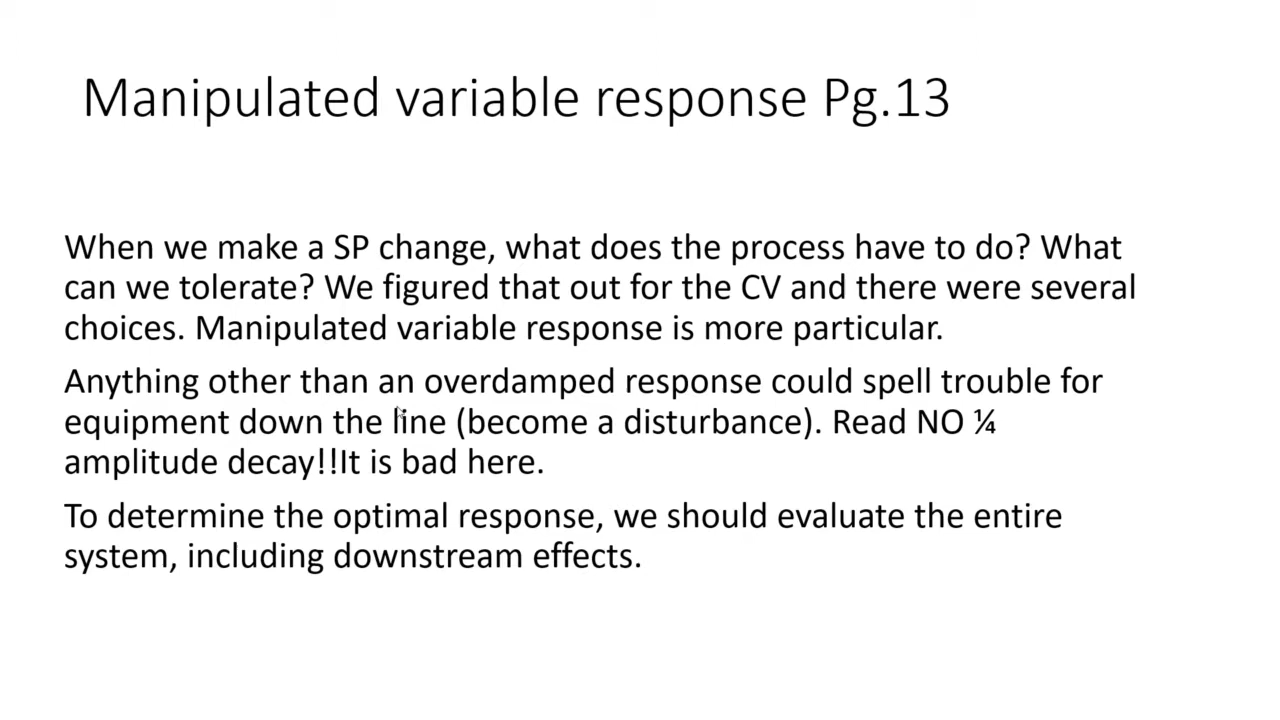 Manipulated variable response Pg.13
When we make a SP change, what does the process have to do? What
can we tolerate? We figured that out for the CV and there were several
choices. Manipulated variable response is more particular.
Anything other than an overdamped response could spell trouble for
equipment down the line (become a disturbance). Read NO ¼
amplitude decay!!It is bad here.
To determine the optimal response, we should evaluate the entire
system, including downstream effects.